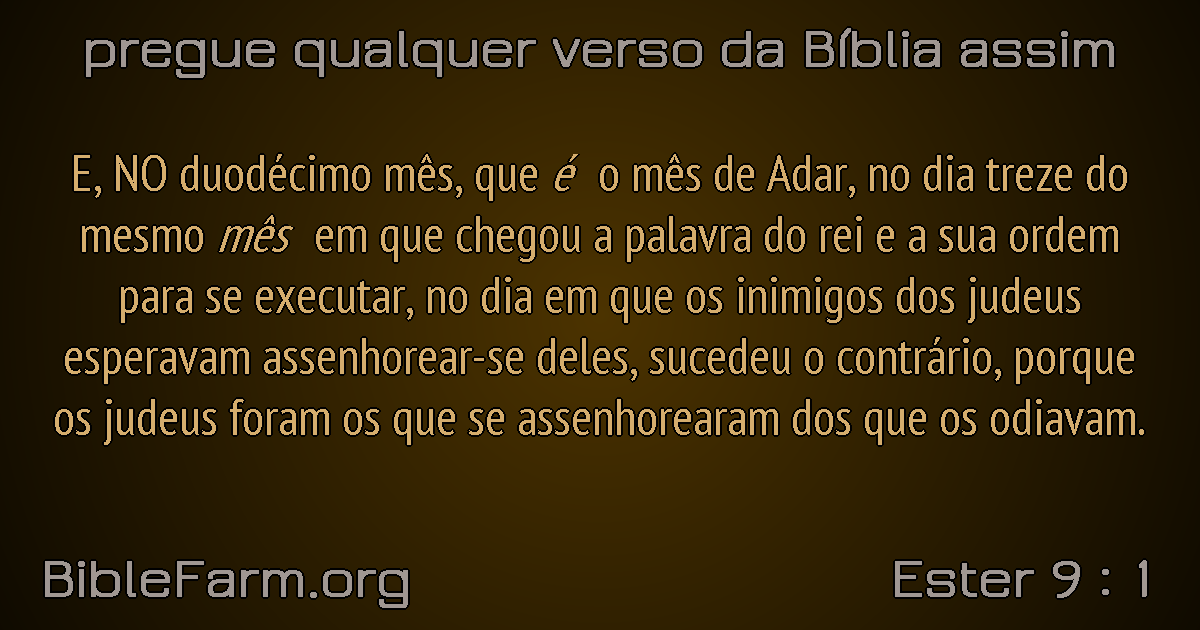 pregue qualquer verso da Bíblia assim
E, NO duodécimo mês, que é o mês de Adar, no dia treze do
mesmo mês em que chegou a palavra do rei e a sua ordem
para se executar, no dia em que os inimigos dos judeus
esperavam assenhorear-se deles, sucedeu o contrário, porque
os judeus foram os que se assenhorearam dos que os odiavam.
BibleFarm.org
Ester 9 : 1